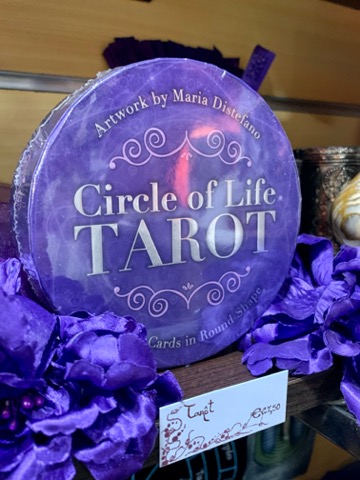 Artwork by Maria Distefano
Circle of Life
TAROT
Cards in Round Shape
Tarot